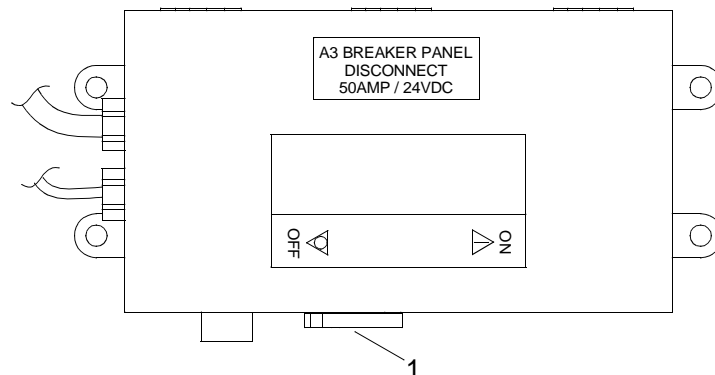 A3 BREAKER PANEL
DISCONNECT
50AMP / 24VDC
OFF
ON
1